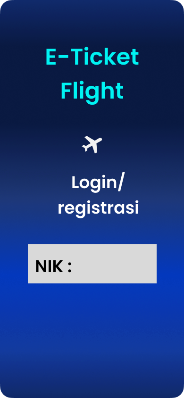 E-Ticket
Flight
Login/
registrasi
NIK :